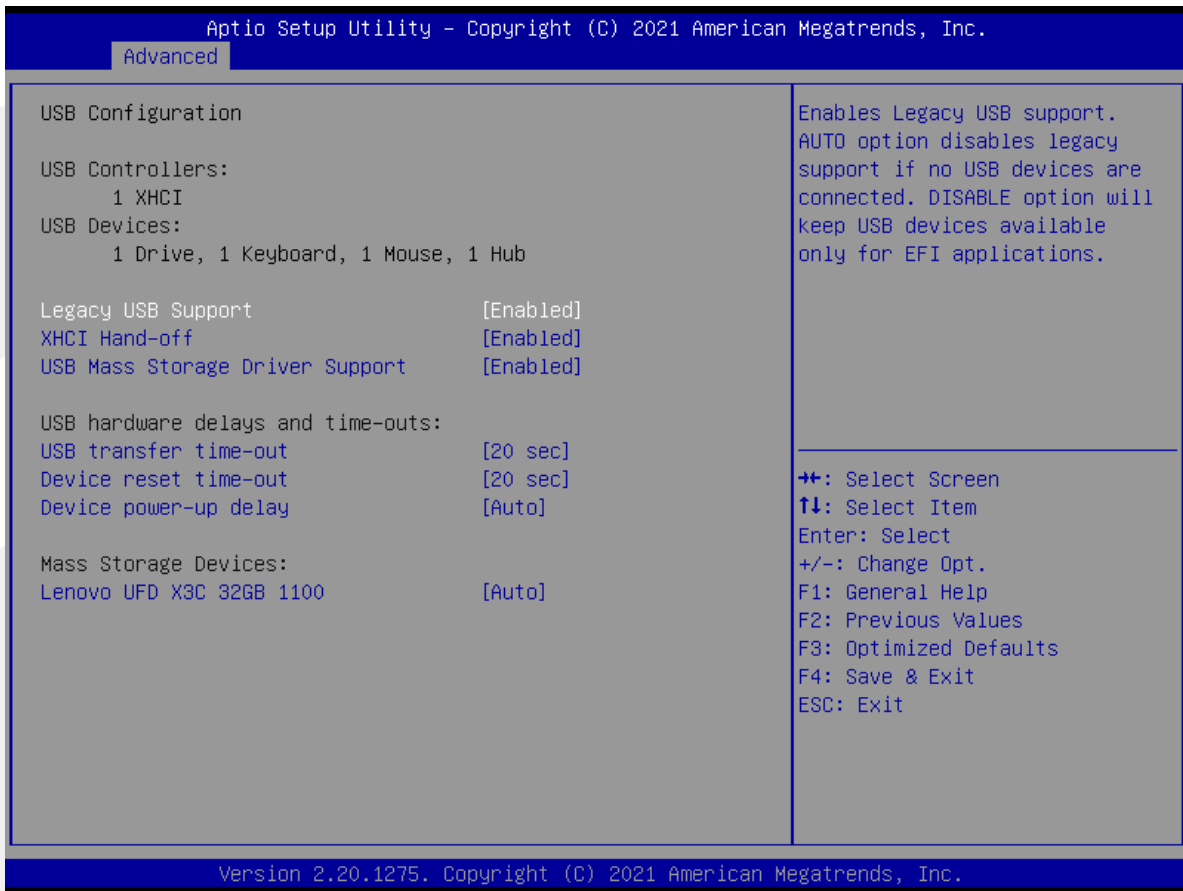 Aptio Setup Utility – Copyright (C) 2021 American Megatrends, Inc.
Advanced
USB Configuration
USB Controllers:
1 XHCI
USB Devices:
1 Drive, 1 Keyboard, 1 Mouse, 1 Hub
Legacy USB Support [Enabled]
XHCI Hand-off [Enabled]
USB Mass Storage Driver Support [Enabled]
USB hardware delays and time-outs:
USB transfer time-out [20 sec]
Device reset time-out [20 sec]
Device power-up delay [Auto]
Mass Storage Devices:
Lenovo UFD X3C 32GB 1100 [Auto]
Enables Legacy USB support.
AUTO option disables legacy
support if no USB devices are
connected. DISABLE option will
keep USB devices available
only for EFI applications.
→←: Select Screen
↑↓: Select Item
Enter: Select
+/-: Change Opt.
F1: General Help
F2: Previous Values
F3: Optimized Defaults
F4: Save & Exit
ESC: Exit
Version 2.20.1275. Copyright (C) 2021 American Megatrends, Inc.